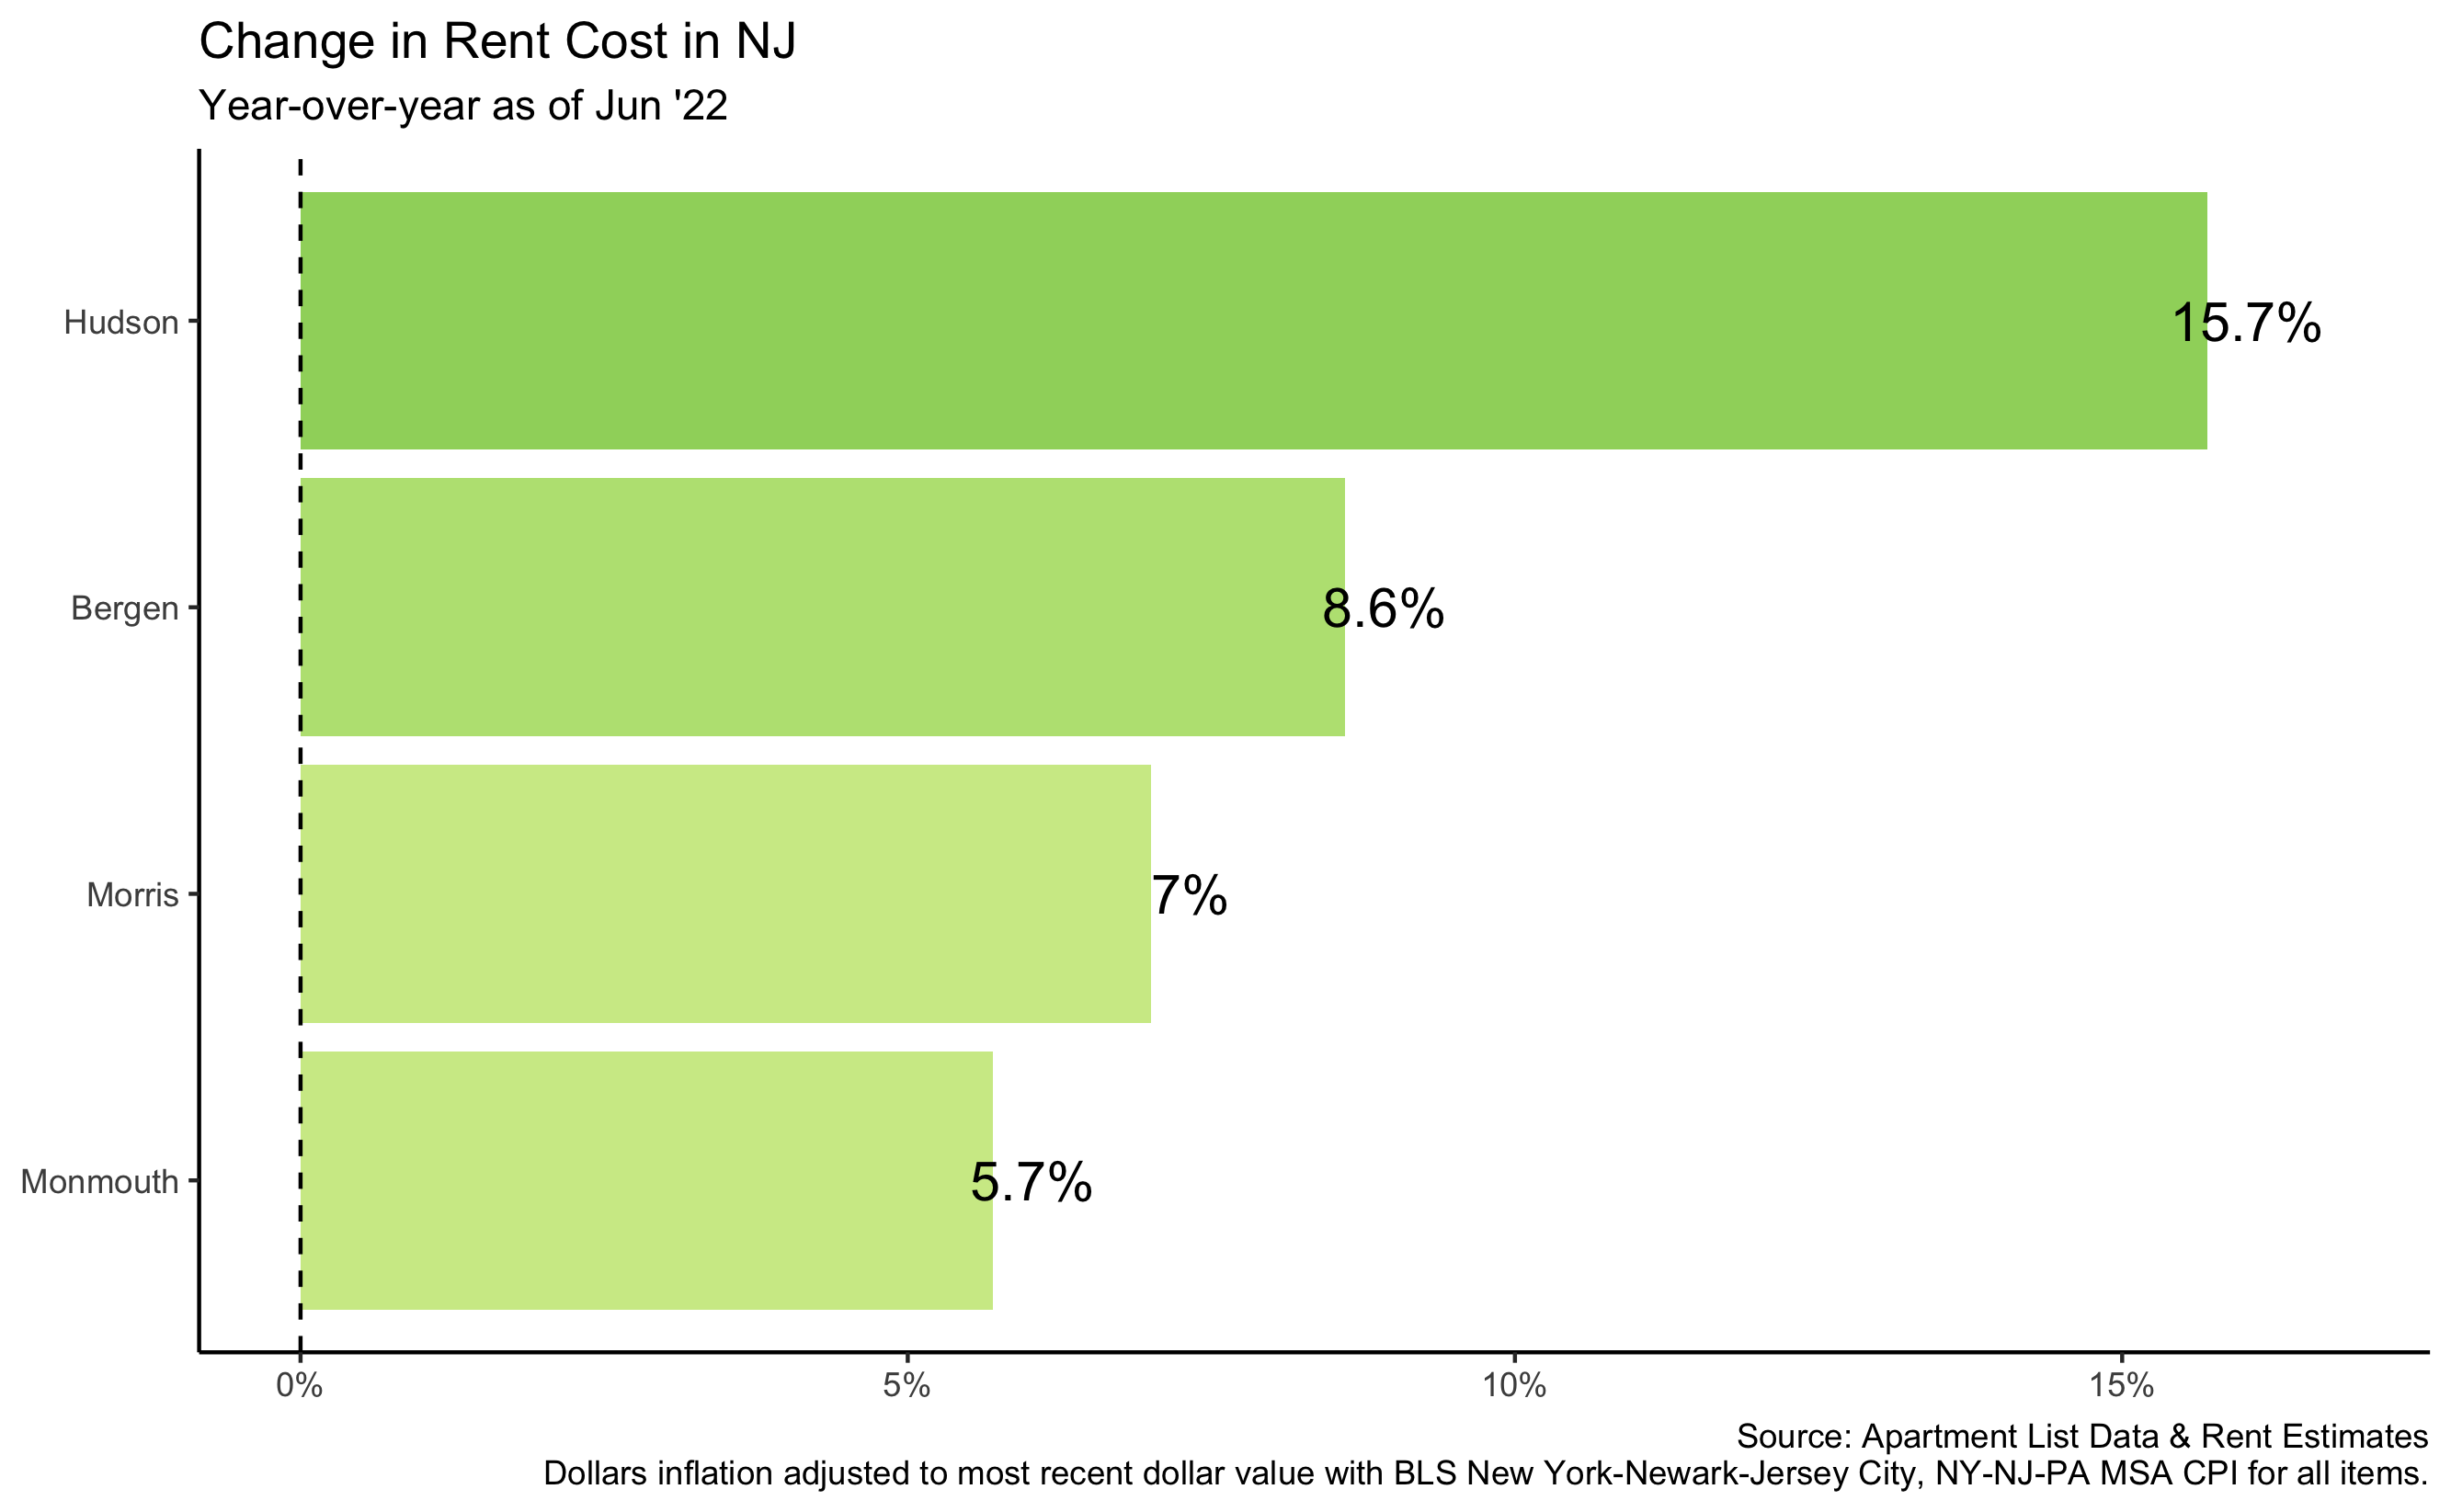 Change in Rent Cost in NJ
Year-over-year as of Jun '22
Hudson
15.7%
Bergen
8.6%
Morris
7%
Monmouth
5.7%
0%
5%
10%
15%
Source: Apartment List Data & Rent Estimates
Dollars inflation adjusted to most recent dollar value with BLS New York-Newark-Jersey City, NY-NJ-PA MSA CPI for all items.